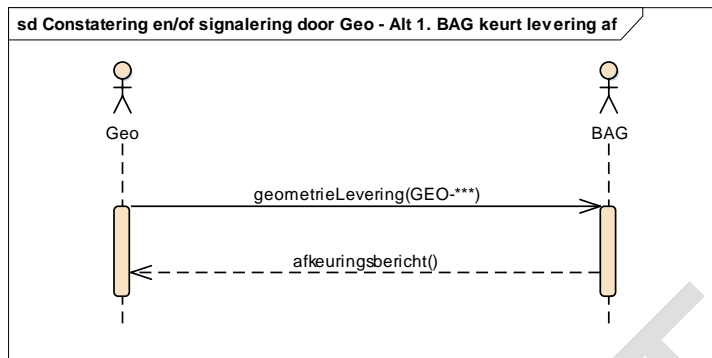 sd Constatering en/of signalering door Geo - Alt 1. BAG keurt levering af
Geo
BAG
geometrieLevering(GEO-***)
afkeuringsbericht()